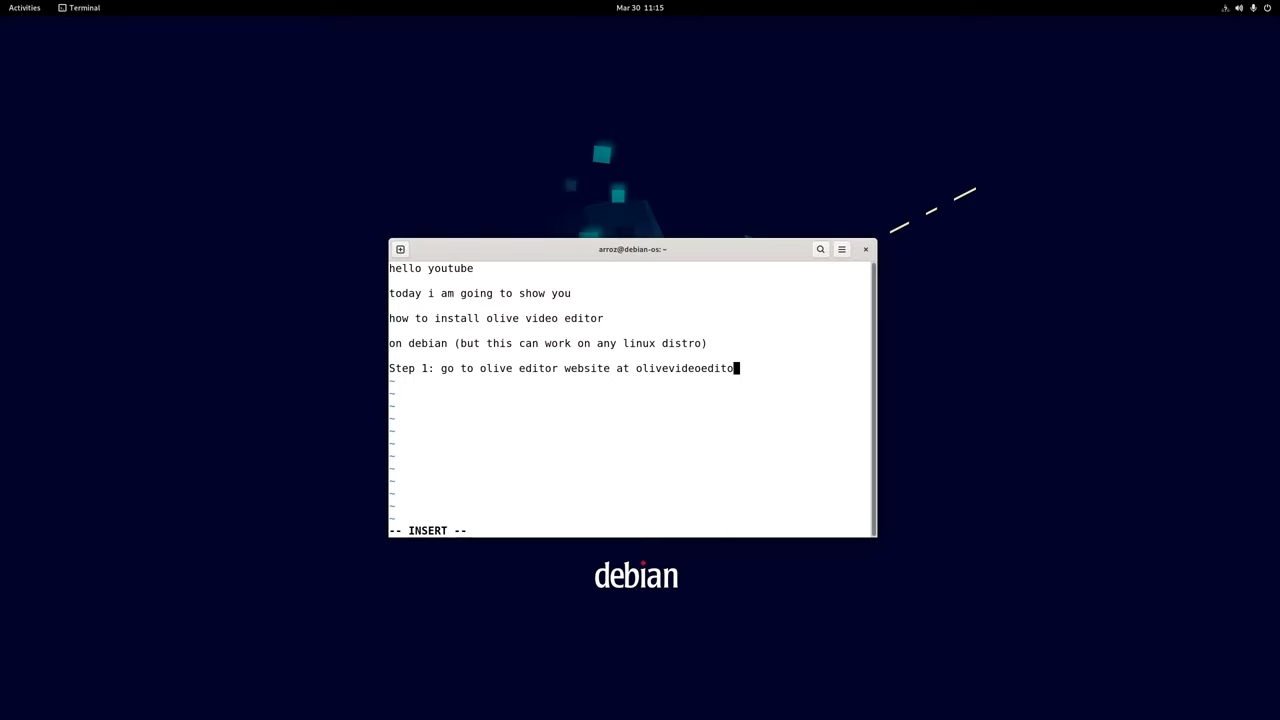 Activities
Terminal
Mar 30 11:15
arroz@debian-os: ~
hello youtube
today i am going to show you
how to install olive video editor
on debian (but this can work on any linux distro)
Step 1: go to olive editor website at olivevideoedito
~
~
~
~
~
~
~
~
~
~
~
~
-- INSERT --
debian